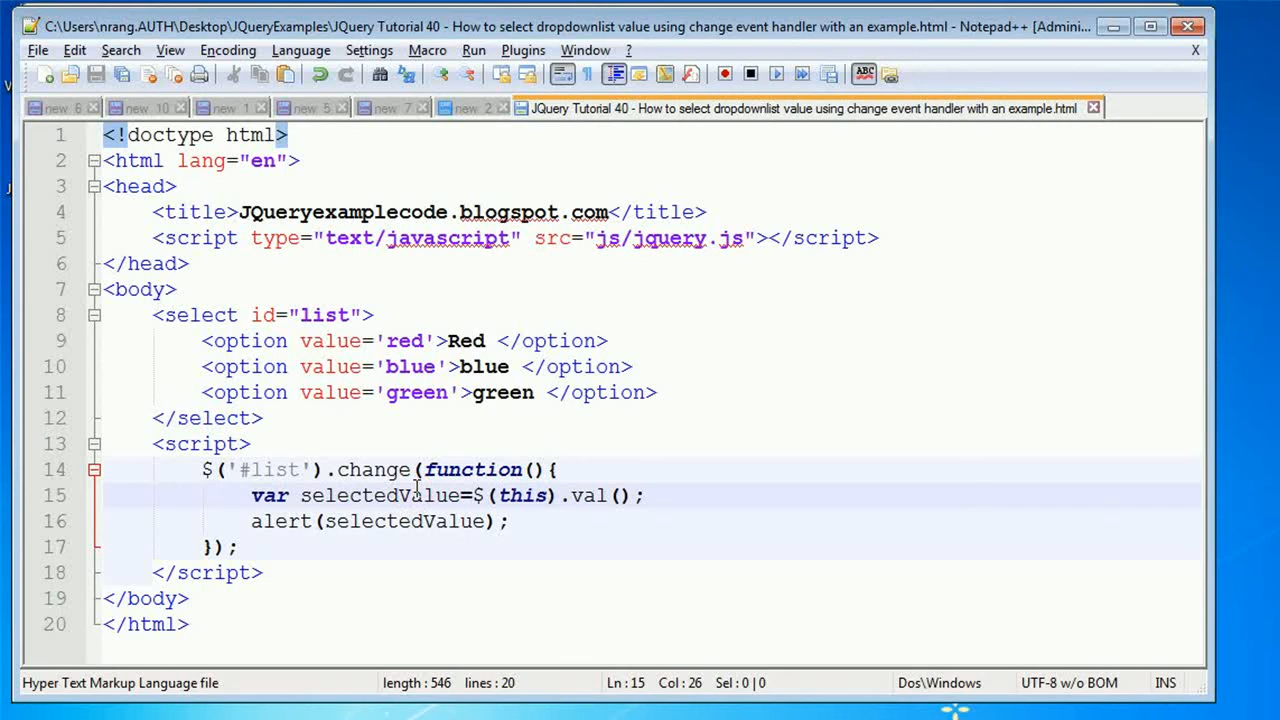 C:\Users\nrang.AUTH\Desktop\JQueryExamples\JQuery Tutorial 40 - How to select dropdownlist value using change event handler with an example.html - Notepad++ [Admini...
File Edit Search View Encoding Language Settings Macro Run Plugins Window ? X
ABC
new 6 new 10 new 1 new 5 new 7 new 2 JQuery Tutorial 40 - How to select dropdownlist value using change event handler with an example.html
1 <!doctype html>
2 <html lang="en">
3 <head>
4 <title>JQueryexamplecode.blogspot.com</title>
5 <script type="text/javascript" src="js/jquery.js"></script>
6 </head>
7 <body>
8 <select id="list">
9 <option value='red'>Red </option>
10 <option value='blue'>blue </option>
11 <option value='green'>green </option>
12 </select>
13 <script>
14 $('#list').change(function(){
15 var selectedValue=$(this).val();
16 alert(selectedValue);
17 });
18 </script>
19 </body>
20 </html>
Hyper Text Markup Language file length : 546 lines : 20 Ln : 15 Col : 26 Sel : 0 | 0 Dos\Windows UTF-8 w/o BOM INS